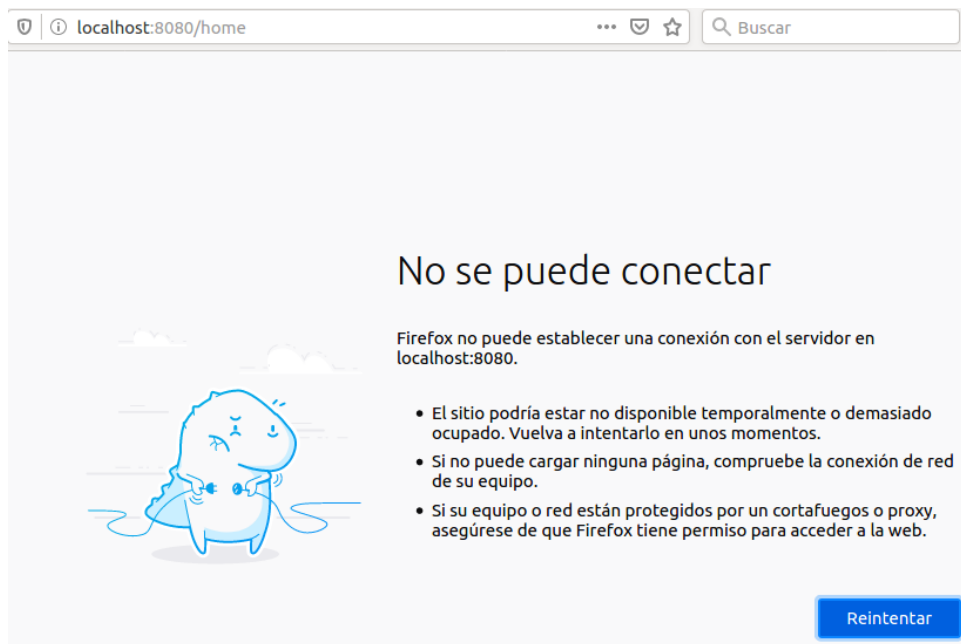 localhost:8080/home
Buscar
No se puede conectar
Firefox no puede establecer una conexión con el servidor en
localhost:8080.
• El sitio podría estar no disponible temporalmente o demasiado
ocupado. Vuelva a intentarlo en unos momentos.
• Si no puede cargar ninguna página, compruebe la conexión de red
de su equipo.
• Si su equipo o red están protegidos por un cortafuegos o proxy,
asegúrese de que Firefox tiene permiso para acceder a la web.
Reintentar